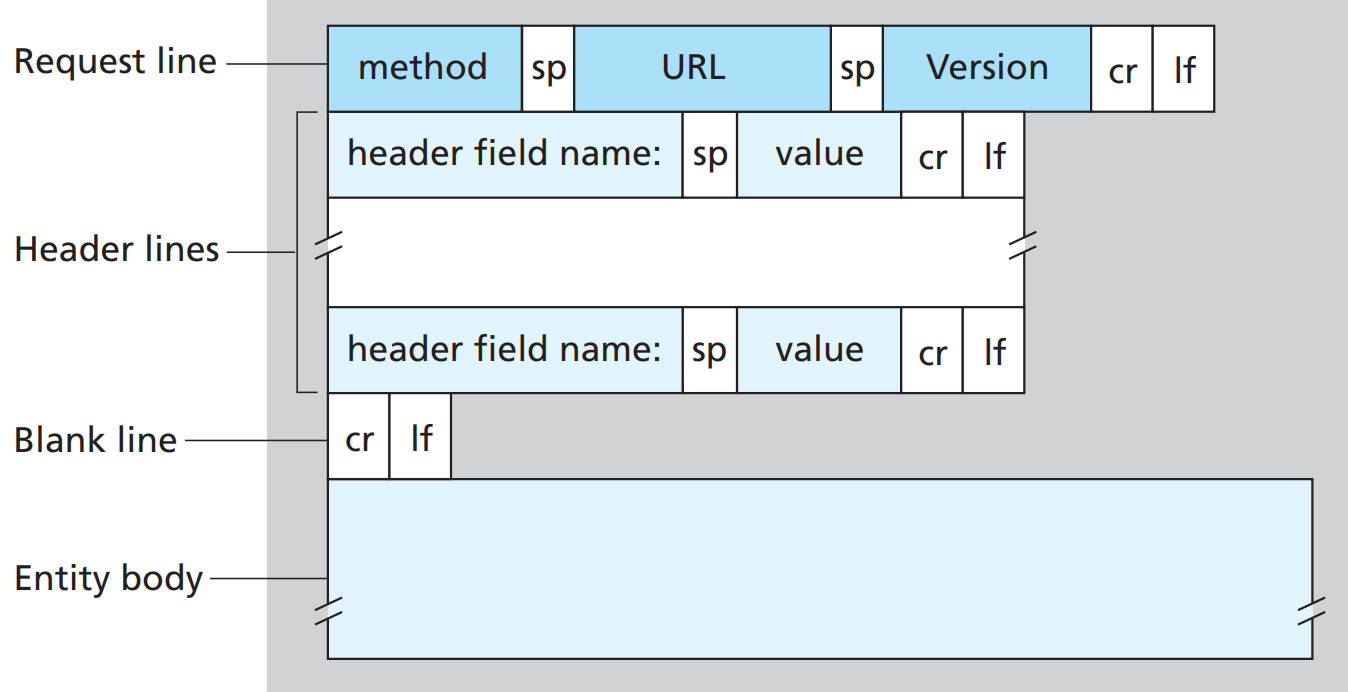 Request line method sp URL sp Version cr lf
header field name: sp value cr lf
Header lines
header field name: sp value cr lf
Blank line cr lf
Entity body